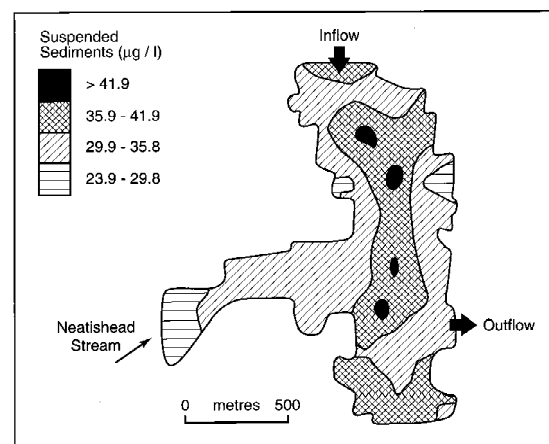 Suspended
Sediments (μg / l)
> 41.9
35.9 - 41.9
29.9 - 35.8
23.9 - 29.8
Inflow
Neatishead
Stream
Outflow
0 metres 500